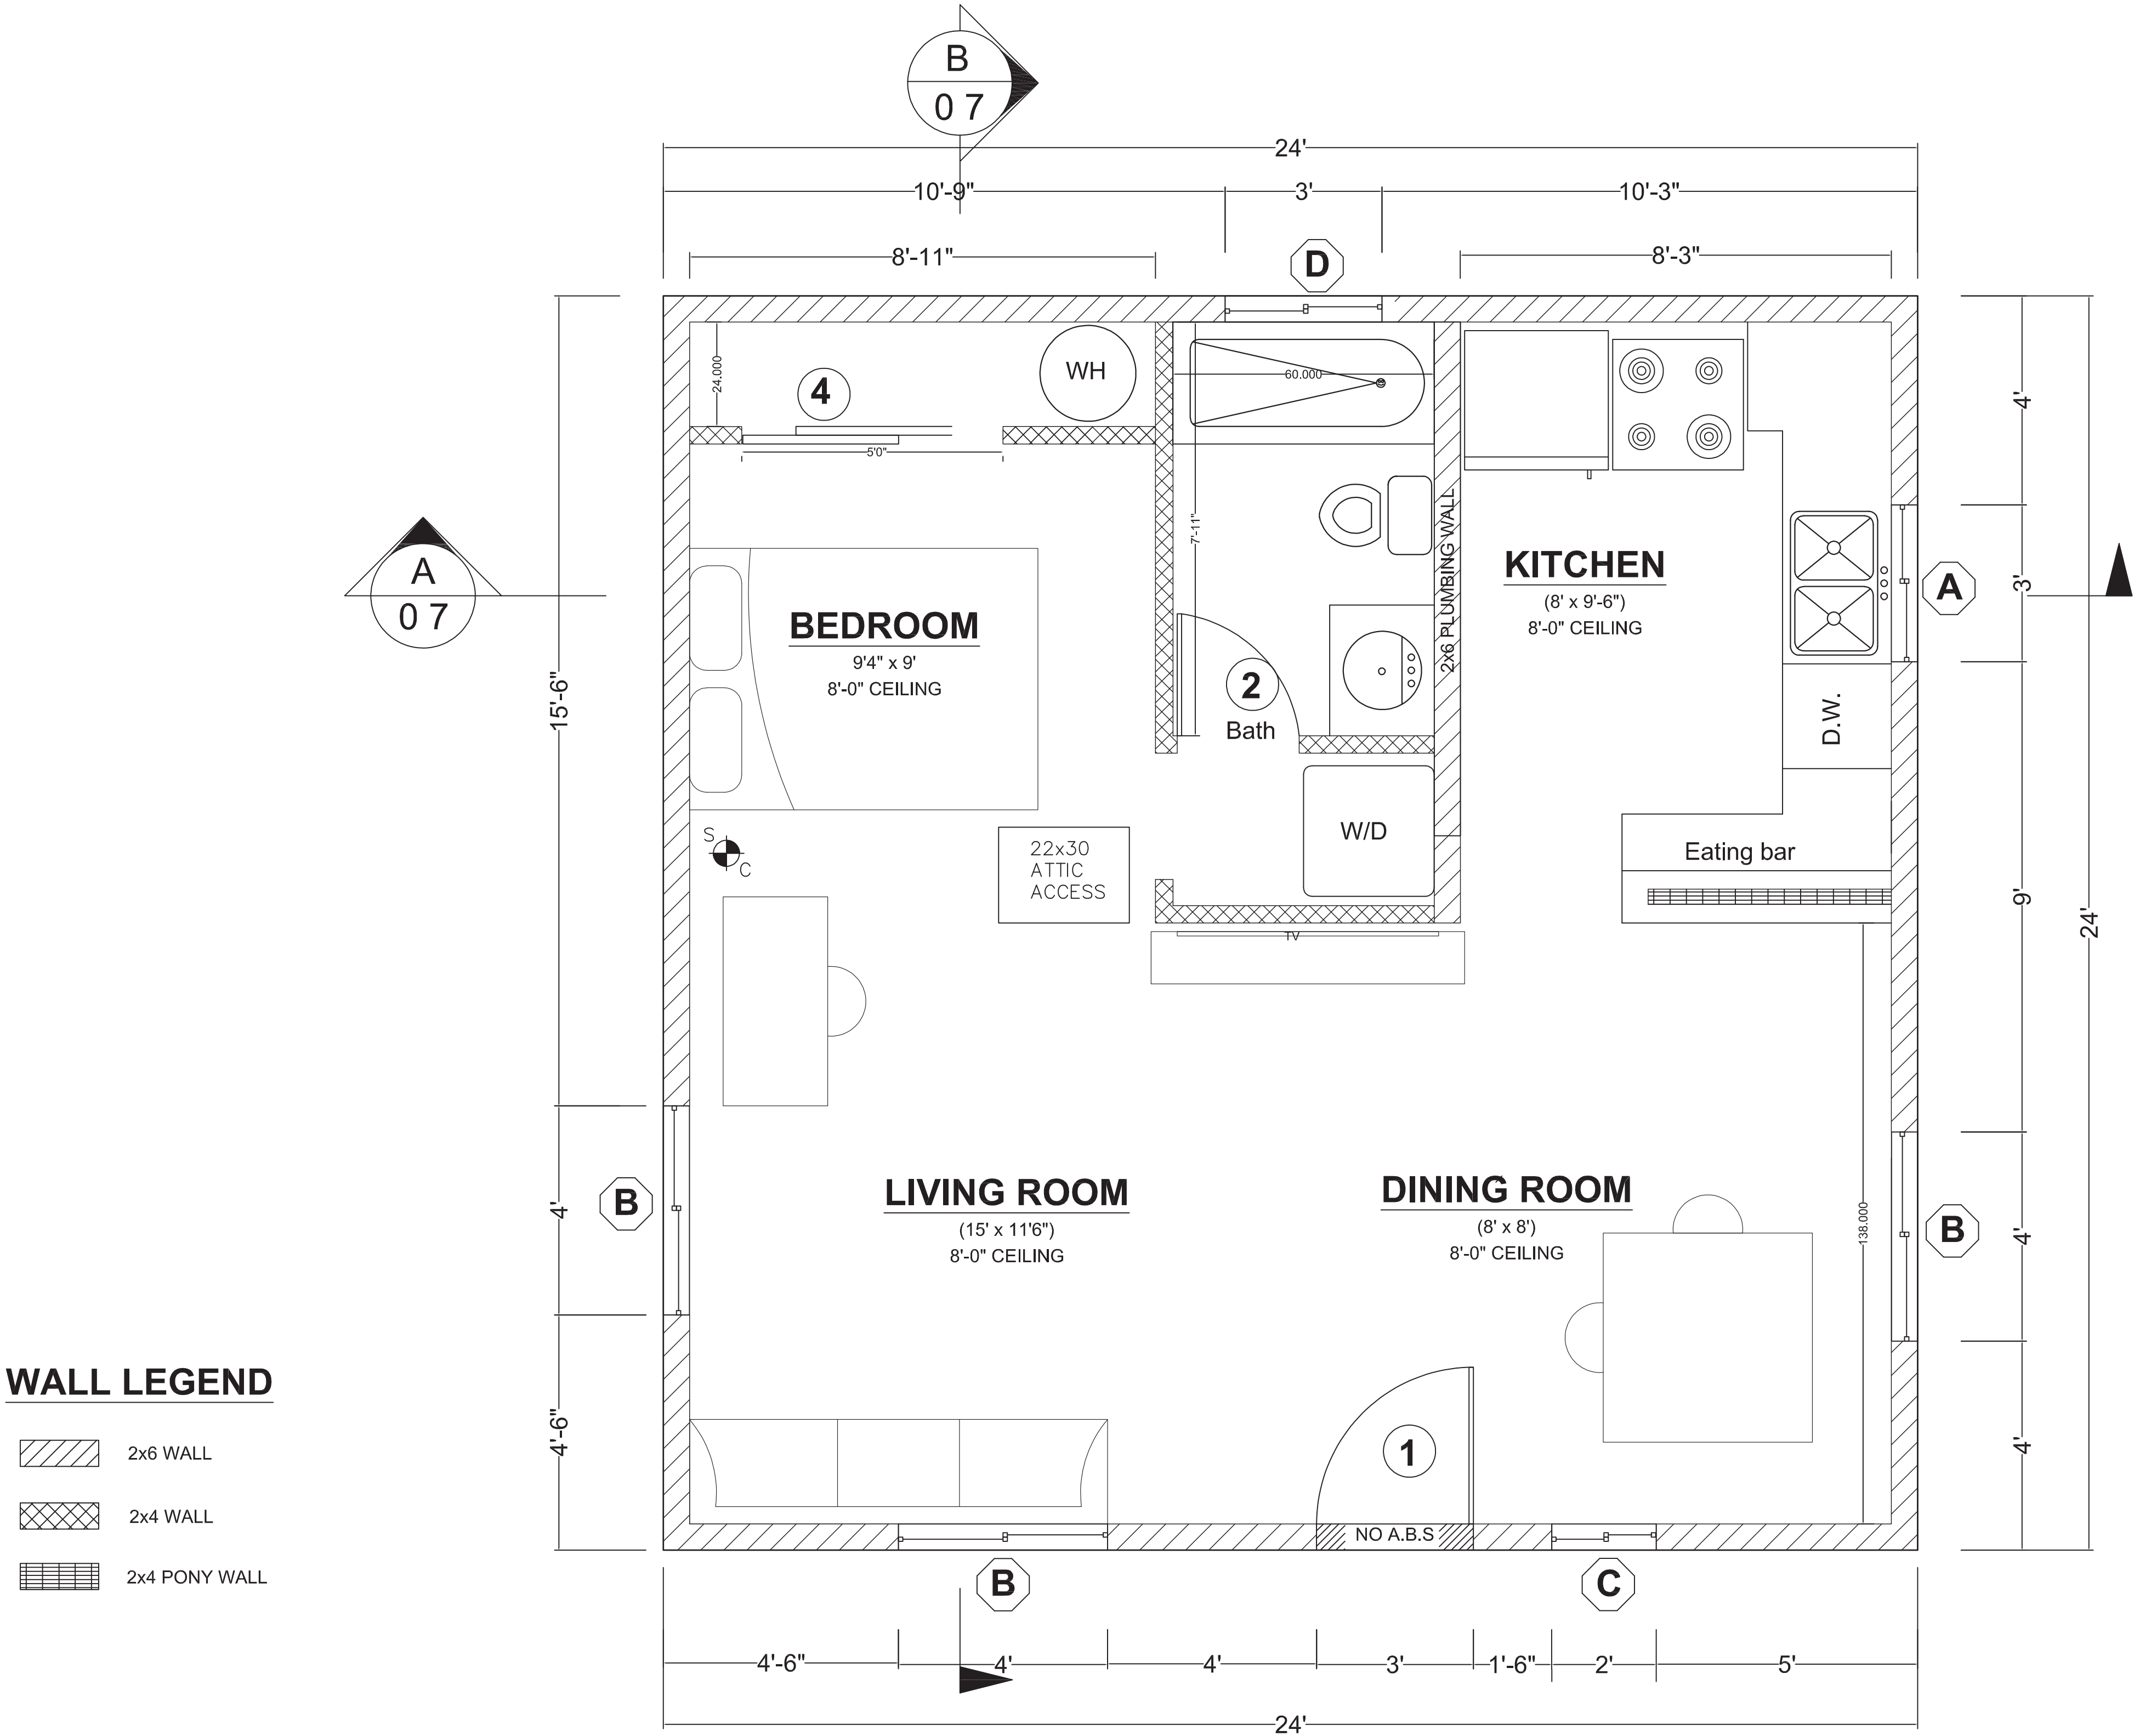 B
0 7
24'
10'-9"
3'
10'-3"
8'-11"
D
8'-3"
24.000
4
WH
60.000
5'0"
4'
7'-11"
2x6 PLUMBING WALL
A
0 7
KITCHEN
(8' x 9'-6")
8'-0" CEILING
A
3'
BEDROOM
9'4" x 9'
8'-0" CEILING
2
Bath
15'-6"
D.W.
S
C
22x30
ATTIC
ACCESS
W/D
Eating bar
9'
24'
TV
LIVING ROOM
(15' x 11'6")
8'-0" CEILING
DINING ROOM
(8' x 8')
8'-0" CEILING
B
4'
138.000
B
4'
WALL LEGEND
2x6 WALL
2x4 WALL
2x4 PONY WALL
4'-6"
1
4'
NO A.B.S
B
C
4'-6"
4'
4'
3'
1'-6"
2'
5'
24'